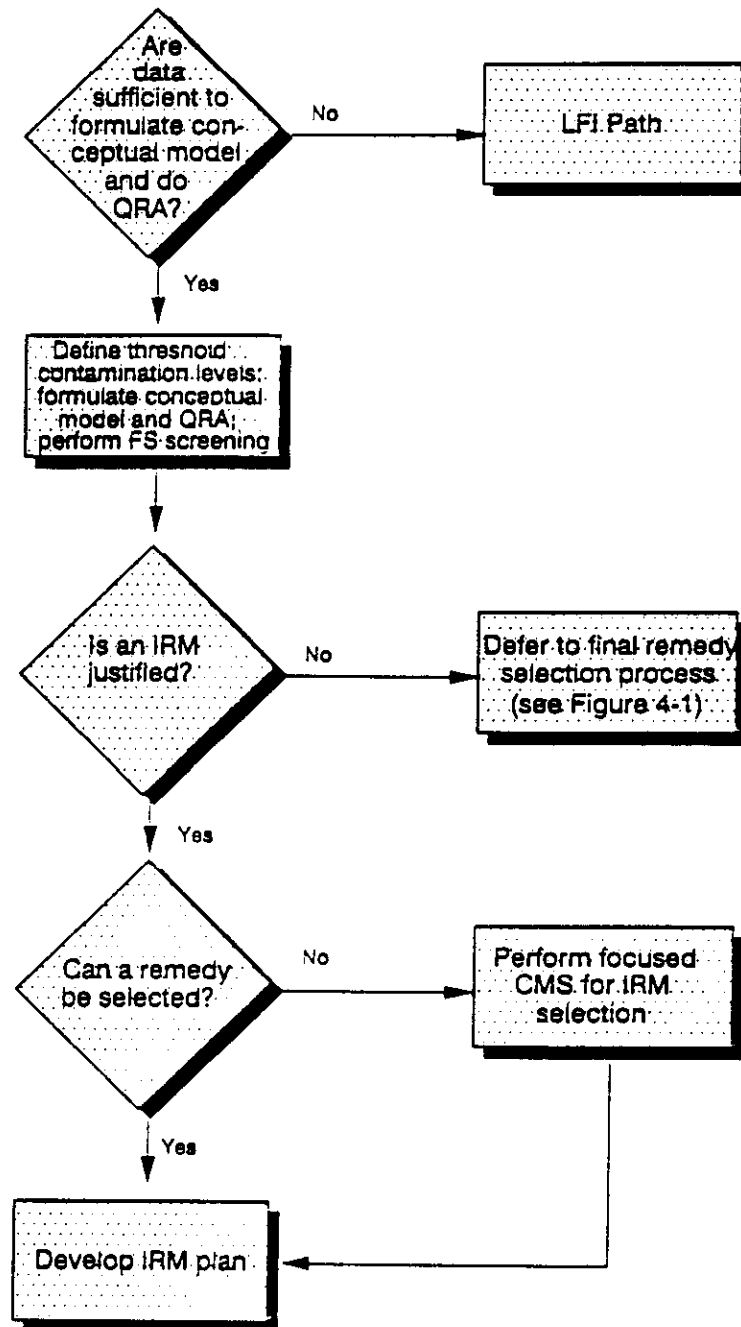 Are
data
sufficient to
formulate con-
ceptual model
and do
QRA?
No
LFI Path
Yes
Define threshold
contamination levels;
formulate conceptual
model and QRA;
perform FS screening
Is an IRM
justified?
No
Defer to final remedy
selection process
(see Figure 4-1)
Yes
Can a remedy
be selected?
No
Perform focused
CMS for IRM
selection
Yes
Develop IRM plan